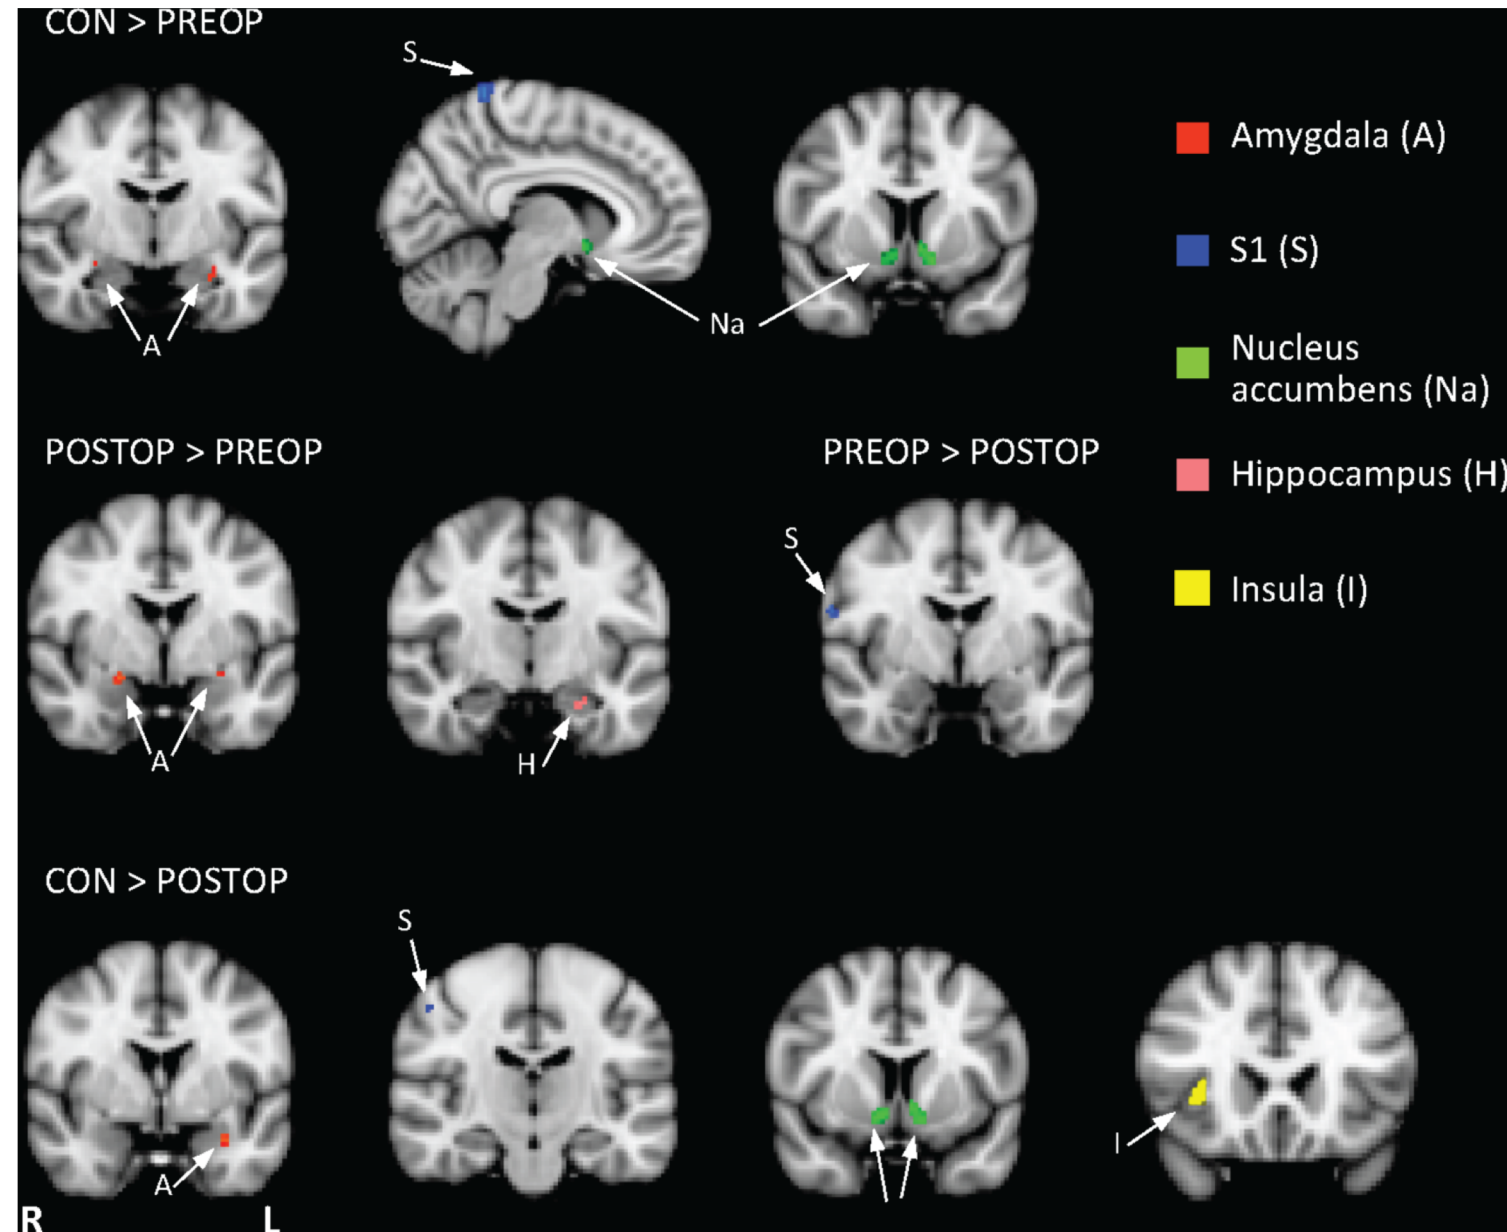 CON > PREOP
S
Amygdala (A)
S1 (S)
A
Na
Nucleus
accumbens (Na)
POSTOP > PREOP
PREOP > POSTOP
Hippocampus (H)
S
Insula (I)
A
H
CON > POSTOP
S
I
A
R
L